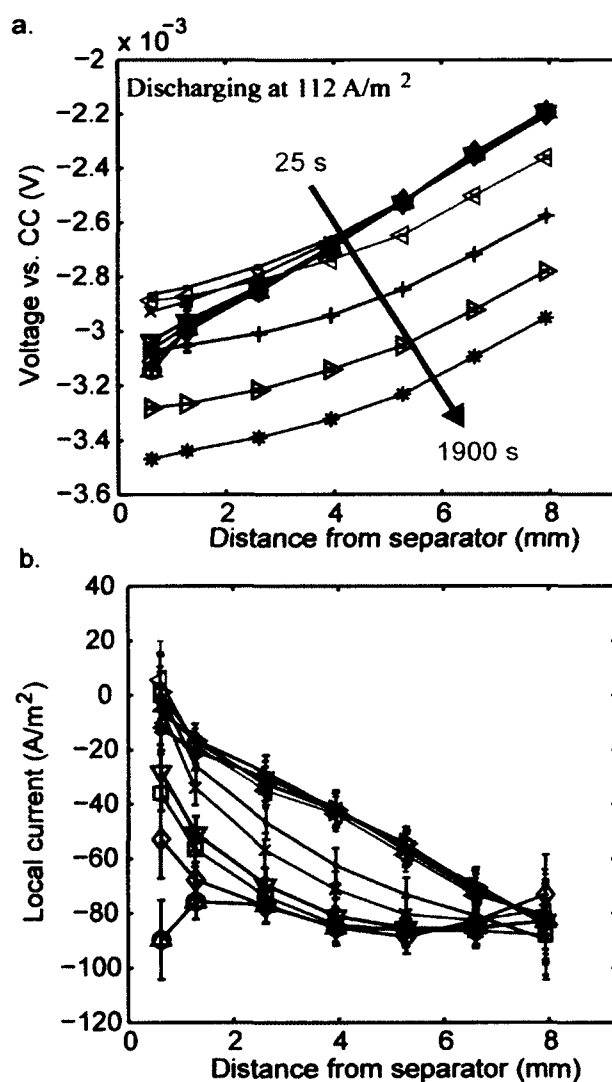 a.
x 10⁻³
−2
Discharging at 112 A/m²
−2.2
25 s
−2.4
−2.6
−2.8
−3
−3.2
−3.4
1900 s
−3.6
0 2 4 6 8
Voltage vs. CC (V)
Distance from separator (mm)
b.
40
20
0
−20
−40
−60
−80
−100
−120
0 2 4 6 8
Local current (A/m²)
Distance from separator (mm)